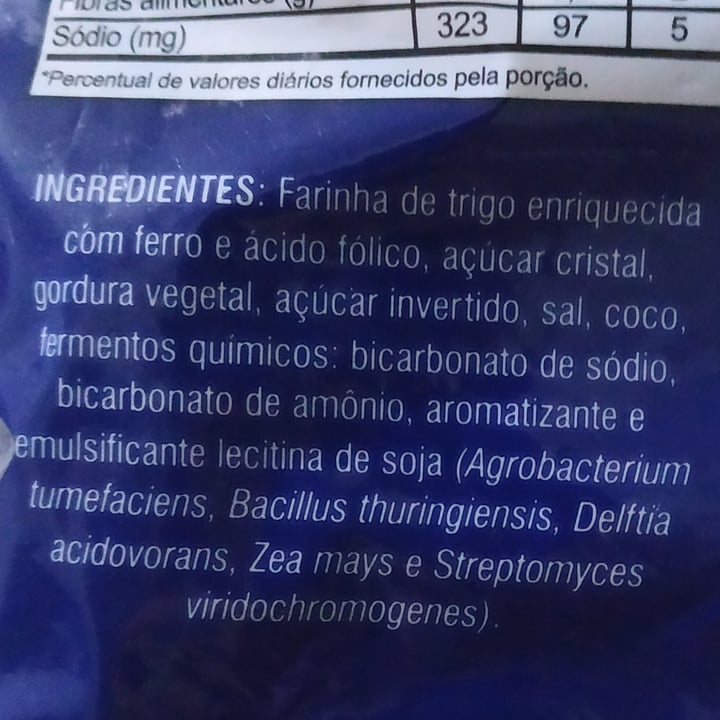 Fibras alimentares (g)
Sódio (mg) 323 97 5
*Percentual de valores diários fornecidos pela porção.
INGREDIENTES: Farinha de trigo enriquecida
com ferro e ácido fólico, açúcar cristal,
gordura vegetal, açúcar invertido, sal, coco,
fermentos químicos: bicarbonato de sódio,
bicarbonato de amônio, aromatizante e
emulsificante lecitina de soja (Agrobacterium
tumefaciens, Bacillus thuringiensis, Delftia
acidovorans, Zea mays e Streptomyces
viridochromogenes).